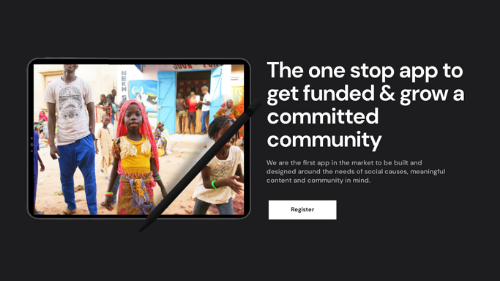 The one stop app to
get funded & grow a
committed
community
We are the first app in the market to be built and
designed around the needs of social causes, meaningful
content and community in mind.
Register